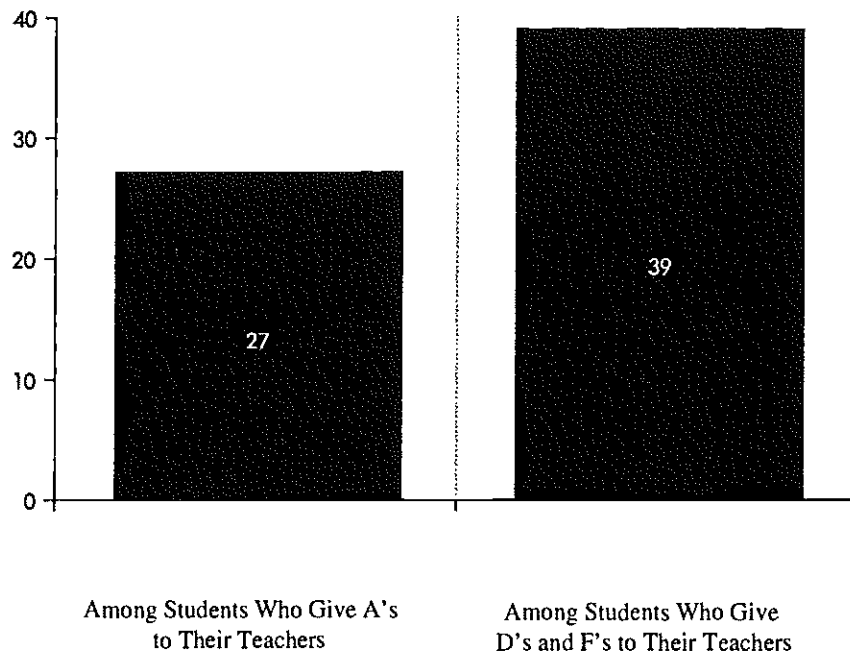 40
30
20
10
0
27
39
Among Students Who Give A's
to Their Teachers
Among Students Who Give
D's and F's to Their Teachers